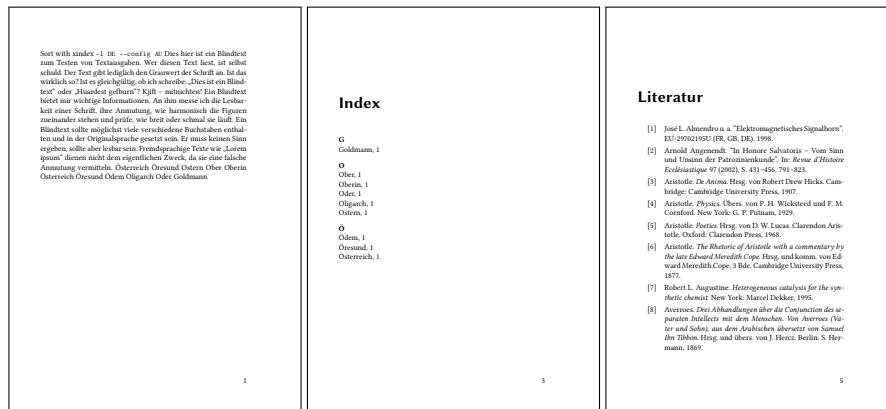 Sort with xindex -l DE --config AU Dies hier ist ein Blindtext
zum Testen von Textausgaben. Wer diesen Text liest, ist selbst
schuld. Der Text gibt lediglich den Grauwert der Schrift an. Ist das
wirklich so? Ist es gleichgültig, ob ich schreibe: „Dies ist ein Blind-
text“ oder „Huardest gefburn“? Kjift – mitnichten! Ein Blindtext
bietet mir wichtige Informationen. An ihm messe ich die Lesbar-
keit einer Schrift, ihre Anmutung, wie harmonisch die Figuren
zueinander stehen und prüfe, wie breit oder schmal sie läuft. Ein
Blindtext sollte möglichst viele verschiedene Buchstaben enthal-
ten und in der Originalsprache gesetzt sein. Er muss keinen Sinn
ergeben, sollte aber lesbar sein. Fremdsprachige Texte wie „Lorem
ipsum“ dienen nicht dem eigentlichen Zweck, da sie eine falsche
Anmutung vermitteln. Österreich Öresund Ostern Ober Oberin
Österreich Öresund Ödem Oligarch Oder Goldmann
1
Index
G
Goldmann, 1
O
Ober, 1
Oberin, 1
Oder, 1
Oligarch, 1
Ostern, 1
Ö
Ödem, 1
Öresund, 1
Österreich, 1
3
Literatur
[1] José L. Almendro u. a. "Elektromagnetisches Signalhorn".
EU-29702195U (FR, GB, DE). 1998.
[2] Arnold Angenendt. "In Honore Salvatoris – Vom Sinn
und Unsinn der Patrozinienkunde". In: Revue d'Histoire
Ecclésiastique 97 (2002), S. 431–456, 791–823.
[3] Aristotle. De Anima. Hrsg. von Robert Drew Hicks. Cam-
bridge: Cambridge University Press, 1907.
[4] Aristotle. Physics. Übers. von P. H. Wicksteed und F. M.
Cornford. New York: G. P. Putnam, 1929.
[5] Aristotle. Poetics. Hrsg. von D. W. Lucas. Clarendon Aris-
totle. Oxford: Clarendon Press, 1968.
[6] Aristotle. The Rhetoric of Aristotle with a commentary by
the late Edward Meredith Cope. Hrsg. und komm. von Ed-
ward Meredith Cope. 3 Bde. Cambridge University Press,
1877.
[7] Robert L. Augustine. Heterogeneous catalysis for the syn-
thetic chemist. New York: Marcel Dekker, 1995.
[8] Averroes. Drei Abhandlungen über die Conjunction des se-
paraten Intellects mit dem Menschen. Von Averroes (Va-
ter und Sohn), aus dem Arabischen übersetzt von Samuel
Ibn Tibbon. Hrsg. und übers. von J. Hercz. Berlin: S. Her-
mann, 1869.
5